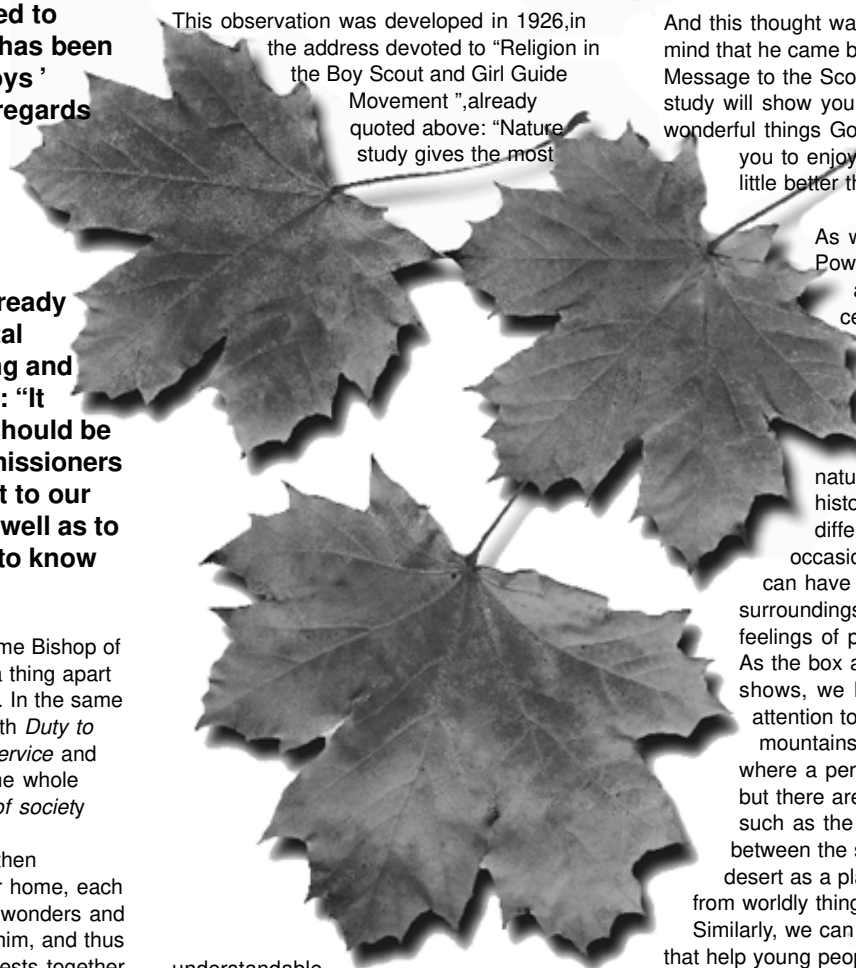 ed to
has been
oys ’
regards
ready
tal
g and
: “It
hould be
missioners
t to our
well as to
to know
me Bishop of
a thing apart
. In the same
th Duty to
ervice and
he whole
of society
then
r home, each
wonders and
him, and thus
ests together
This observation was developed in 1926,in
the address devoted to “Religion in
the Boy Scout and Girl Guide
Movement ”,already
quoted above: “Nature
study gives the most
understandable
And this thought wa
mind that he came b
Message to the Sco
study will show you
wonderful things Go
you to enjoy
little better th
As w
Pow
a
ce
natu
histo
diffe
occasio
can have
surroundings
feelings of p
As the box a
shows, we
attention to
mountains
where a per
but there are
such as the
between the s
desert as a pla
from worldly thing
Similarly, we can
that help young peop